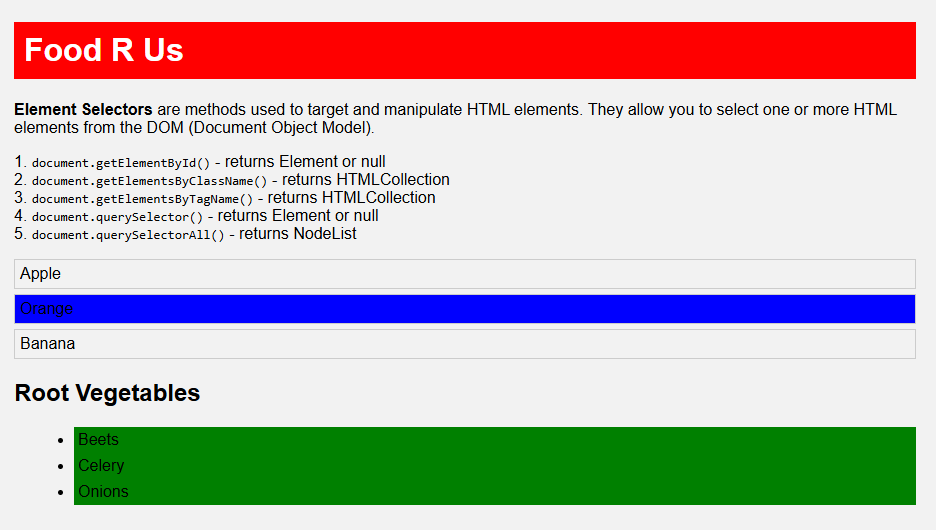 Food R Us
Element Selectors are methods used to target and manipulate HTML elements. They allow you to select one or more HTML
elements from the DOM (Document Object Model).
1. document.getElementById() - returns Element or null
2. document.getElementsByClassName() - returns HTMLCollection
3. document.getElementsByTagName() - returns HTMLCollection
4. document.querySelector() - returns Element or null
5. document.querySelectorAll() - returns NodeList
Apple
Orange
Banana
Root Vegetables
• Beets
• Celery
• Onions